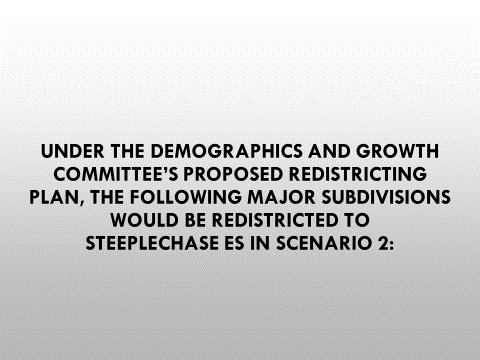 UNDER THE DEMOGRAPHICS AND GROWTH
COMMITTEE’S PROPOSED REDISTRICTING
PLAN, THE FOLLOWING MAJOR SUBDIVISIONS
WOULD BE REDISTRICTED TO
STEEPLECHASE ES IN SCENARIO 2: